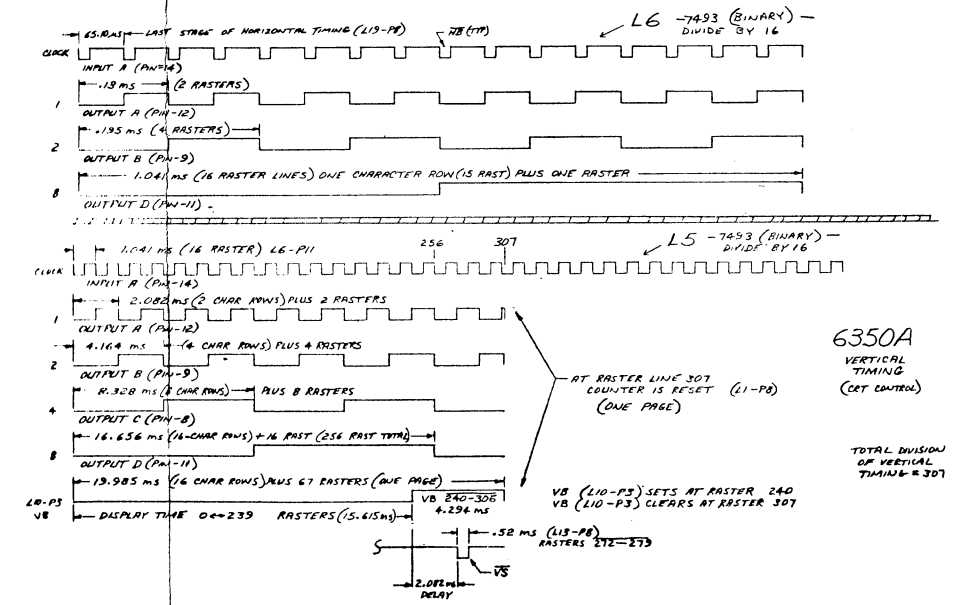 L6 -7493 (BINARY) -
DIVIDE BY 16
65.10MS LAST STAGE OF HORIZONTAL TIMING (L19-P8)
HB (TYP)
CLOCK
INPUT A (PIN=14)
.13 ms (2 RASTERS)
1
OUTPUT A (PIN-12)
.195 ms (4 RASTERS)
2
OUTPUT B (PIN-9)
1.041 ms (16 RASTER LINES) ONE CHARACTER ROW (15 RAST) PLUS ONE RASTER
8
OUTPUT D (PIN-11)
L5 -7493 (BINARY) -
DIVIDE BY 16
1.041 ms (16 RASTER) L6-P11
256
307
CLOCK
INPUT A (PIN-14)
2.082 ms (2 CHAR ROWS) PLUS 2 RASTERS
1
OUTPUT A (PIN-12)
4.164 ms (4 CHAR ROWS) PLUS 4 RASTERS
2
OUTPUT B (PIN-9)
8.328 ms (8 CHAR ROWS) PLUS 8 RASTERS
4
OUTPUT C (PIN-8)
16.656 ms (16-CHAR ROWS) + 16 RAST (256 RAST TOTAL)
8
OUTPUT D (PIN-11)
19.985 ms (16 CHAR ROWS) PLUS 67 RASTERS (ONE PAGE)
L10-P3
VB
VB 240-306
4.294 ms
DISPLAY TIME 0↔239 RASTERS (15.615ms)
AT RASTER LINE 307
COUNTER IS RESET (L1-P8)
(ONE PAGE)
6350A
VERTICAL
TIMING
(CRT CONTROL)
TOTAL DIVISION
OF VERTICAL
TIMING = 307
VB (L10-P3) SETS AT RASTER 240
VB (L10-P3) CLEARS AT RASTER 307
.52 ms (L13-P8)
RASTERS 272-279
VS
2.082 ms
DELAY